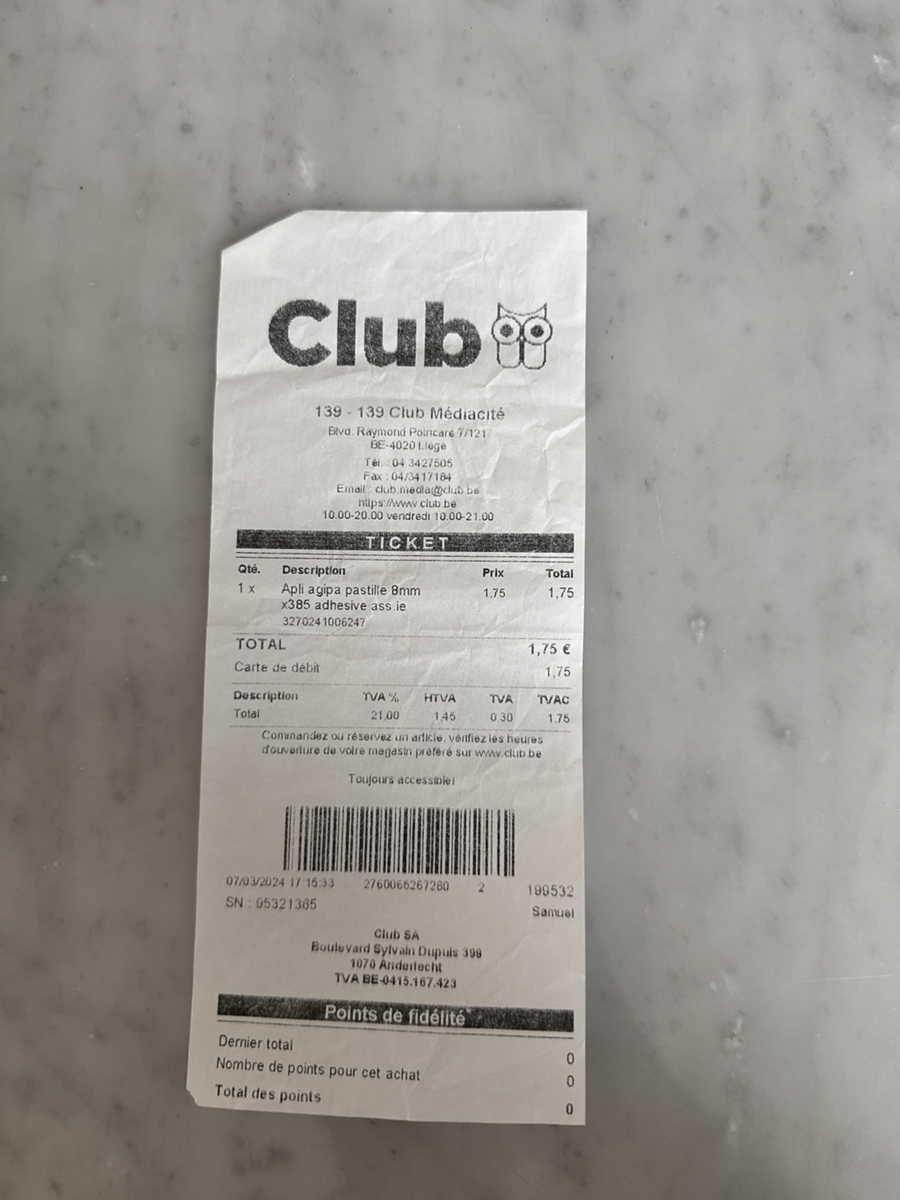 Club
139 - 139 Club Médiacité
Blvd. Raymond Poincaré 7/121
BE-4020 Liège
Tél. : 04 3427505
Fax : 04/3417184
Email : club.media@club.be
https://www.club.be
10.00-20.00 vendredi 10.00-21.00
TICKET
Qté. Description Prix Total
1 x Apli agipa pastille 8mm 1,75 1,75
x385 adhesive ass.ie
3270241006247
TOTAL 1,75 €
Carte de débit 1,75
Description TVA % HTVA TVA TVAC
Total 21,00 1,45 0,30 1,75
Commandez ou réservez un article, vérifiez les heures
d'ouverture de votre magasin préféré sur www.club.be
Toujours accessible!
07/03/2024 17:15:33 2760065267280 2 199532
SN : 95321365 Samuel
Club SA
Boulevard Sylvain Dupuis 399
1070 Anderlecht
TVA BE-0415.167.423
Points de fidélité
Dernier total 0
Nombre de points pour cet achat 0
Total des points 0